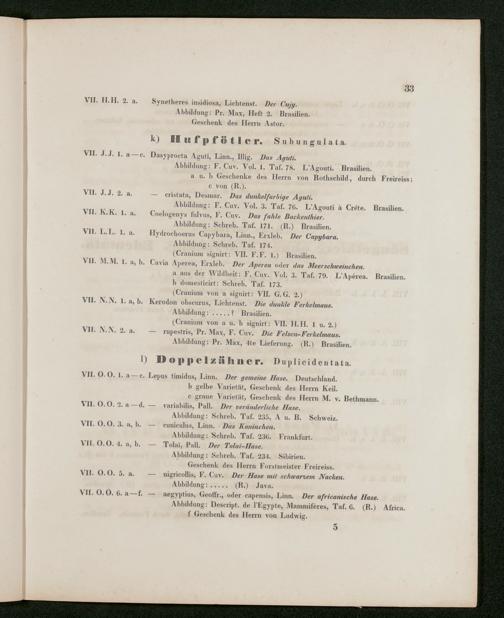 33
VII. H.H. 2. a. Synetheres insidiosa, Lichtenst. Der Cujy.
Abbildung: Pr. Max, Heft 2. Brasilien.
Geschenk des Herrn Astor.
k) Hufpfötler. Subungulata.
VII. J.J. 1. a—c. Dasyprocta Aguti, Linn., Illig. Das Aguti.
Abbildung: F. Cuv. Vol. 1. Taf. 78. L'Agouti. Brasilien.
a u. b Geschenke des Herren von Rothschild, durch Freireiss;
c von (R.).
VII. J.J. 2. a. — cristata, Desmar. Das dunkelfarbige Aguti.
Abbildung: F. Cuv. Vol. 3. Taf. 76. L'Agouti à Crête. Brasilien.
VII. K.K. 1. a. Coelogenys fulvus, F. Cuv. Das fahle Backenthier.
Abbildung: Schreb. Taf. 171. (R.) Brasilien.
VII. L.L. 1. a. Hydrochoerus Capybara, Linn., Erxleb. Der Capybara.
Abbildung: Schreb. Taf. 174.
(Cranium signirt: VII. F.F. 1.) Brasilien.
VII. M.M. 1. a, b. Cavia Aperea, Erxleb. Der Aperea oder das Meerschweinchen.
a aus der Wildheit: F. Cuv. Vol. 3. Taf. 79. L'Apérea. Brasilien.
b domesticirt: Schreb. Taf. 173.
(Cranium von a signirt: VII. G.G. 2.)
VII. N.N. 1. a, b. Kerodon obscurus, Lichtenst. Die dunkle Ferkelmaus.
Abbildung: .....? Brasilien.
(Cranium von a u. b signirt: VII. H.H. 1 u. 2.)
VII. N.N. 2. a. — rupestris, Pr. Max, F. Cuv. Die Felsen-Ferkelmaus.
Abbildung: Pr. Max, 4te Lieferung. (R.) Brasilien.
l) Doppelzähner. Duplicidentata.
VII. O.O. 1. a—c. Lepus timidus, Linn. Der gemeine Hase. Deutschland.
b gelbe Varietät, Geschenk des Herrn Keil.
c graue Varietät, Geschenk des Herrn M. v. Bethmann.
VII. O.O. 2. a—d. — variabilis, Pall. Der veränderliche Hase.
Abbildung: Schreb. Taf. 235, A u. B. Schweiz.
VII. O.O. 3. a, b. — cuniculus, Linn. Das Kaninchen.
Abbildung: Schreb. Taf. 236. Frankfurt.
VII. O.O. 4. a, b. — Tolai, Pall. Der Tolai-Hase.
Abbildung: Schreb. Taf. 234. Sibirien.
Geschenk des Herrn Forstmeister Freireiss.
VII. O.O. 5. a. — nigricollis, F. Cuv. Der Hase mit schwarzem Nacken.
Abbildung: ..... (R.) Java.
VII. O.O. 6. a—f. — aegyptius, Geoffr., oder capensis, Linn. Der africanische Hase.
Abbildung: Descript. de l'Egypte, Mammifères, Taf. 6. (R.) Africa.
f Geschenk des Herrn von Ludwig.
5